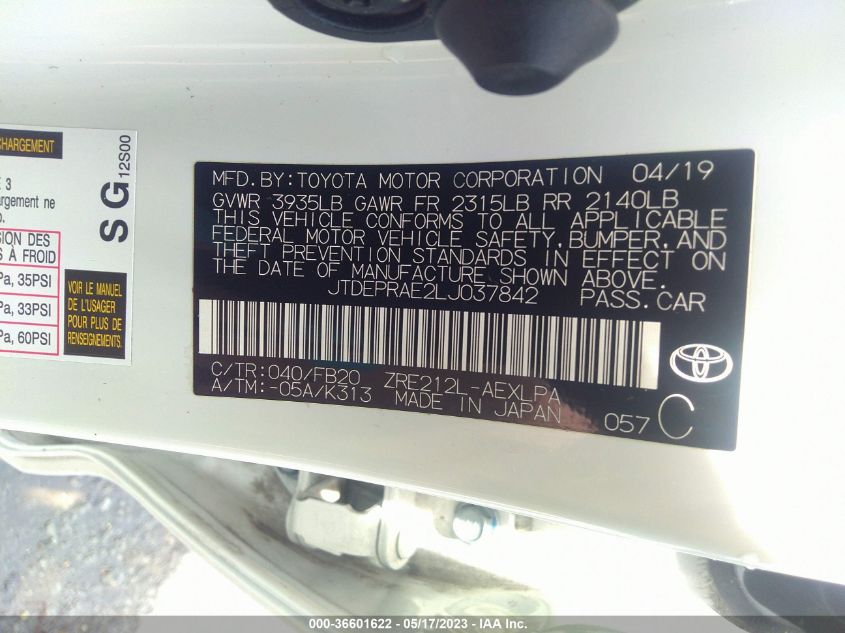 CHARGEMENT
E 3
argement ne
SION DES
S À FROID
Pa, 35PSI
Pa, 33PSI
Pa, 60PSI
VOIR LE MANUEL
DE L'USAGER
POUR PLUS DE
RENSEIGNEMENTS.
SG 12S00
MFD.BY:TOYOTA MOTOR CORPORATION 04/19
GVWR 3935LB GAWR FR 2315LB RR 2140LB
THIS VEHICLE CONFORMS TO ALL APPLICABLE
FEDERAL MOTOR VEHICLE SAFETY,BUMPER,AND
THEFT PREVENTION STANDARDS IN EFFECT ON
THE DATE OF MANUFACTURE SHOWN ABOVE.
JTDEPRAE2LJ037842 PASS.CAR
C/TR:040/FB20 ZRE212L-AEXLPA
A/TM:-05A/K313 MADE IN JAPAN
057 C
000-36601622 - 05/17/2023 - IAA Inc.